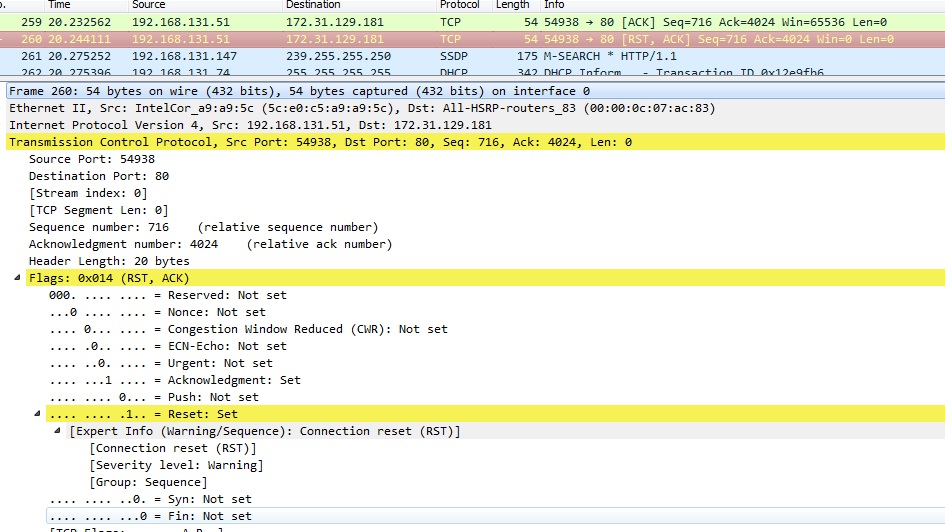 o. Time Source Destination Protocol Length Info
259 20.232562 192.168.131.51 172.31.129.181 TCP 54 54938 → 80 [ACK] Seq=716 Ack=4024 Win=65536 Len=0
260 20.244111 192.168.131.51 172.31.129.181 TCP 54 54938 → 80 [RST, ACK] Seq=716 Ack=4024 Win=0 Len=0
261 20.275252 192.168.131.147 239.255.255.250 SSDP 175 M-SEARCH * HTTP/1.1
262 20.275396 192.168.131.74 255.255.255.255 DHCP 342 DHCP Inform - Transaction ID 0x12e9fb6
Frame 260: 54 bytes on wire (432 bits), 54 bytes captured (432 bits) on interface 0
Ethernet II, Src: IntelCor_a9:a9:5c (5c:e0:c5:a9:a9:5c), Dst: All-HSRP-routers_83 (00:00:0c:07:ac:83)
Internet Protocol Version 4, Src: 192.168.131.51, Dst: 172.31.129.181
Transmission Control Protocol, Src Port: 54938, Dst Port: 80, Seq: 716, Ack: 4024, Len: 0
Source Port: 54938
Destination Port: 80
[Stream index: 0]
[TCP Segment Len: 0]
Sequence number: 716 (relative sequence number)
Acknowledgment number: 4024 (relative ack number)
Header Length: 20 bytes
Flags: 0x014 (RST, ACK)
000. .... .... = Reserved: Not set
...0 .... .... = Nonce: Not set
.... 0... .... = Congestion Window Reduced (CWR): Not set
.... .0.. .... = ECN-Echo: Not set
.... ..0. .... = Urgent: Not set
.... ...1 .... = Acknowledgment: Set
.... .... 0... = Push: Not set
.... .... .1.. = Reset: Set
[Expert Info (Warning/Sequence): Connection reset (RST)]
[Connection reset (RST)]
[Severity level: Warning]
[Group: Sequence]
.... .... ..0. = Syn: Not set
.... .... ...0 = Fin: Not set